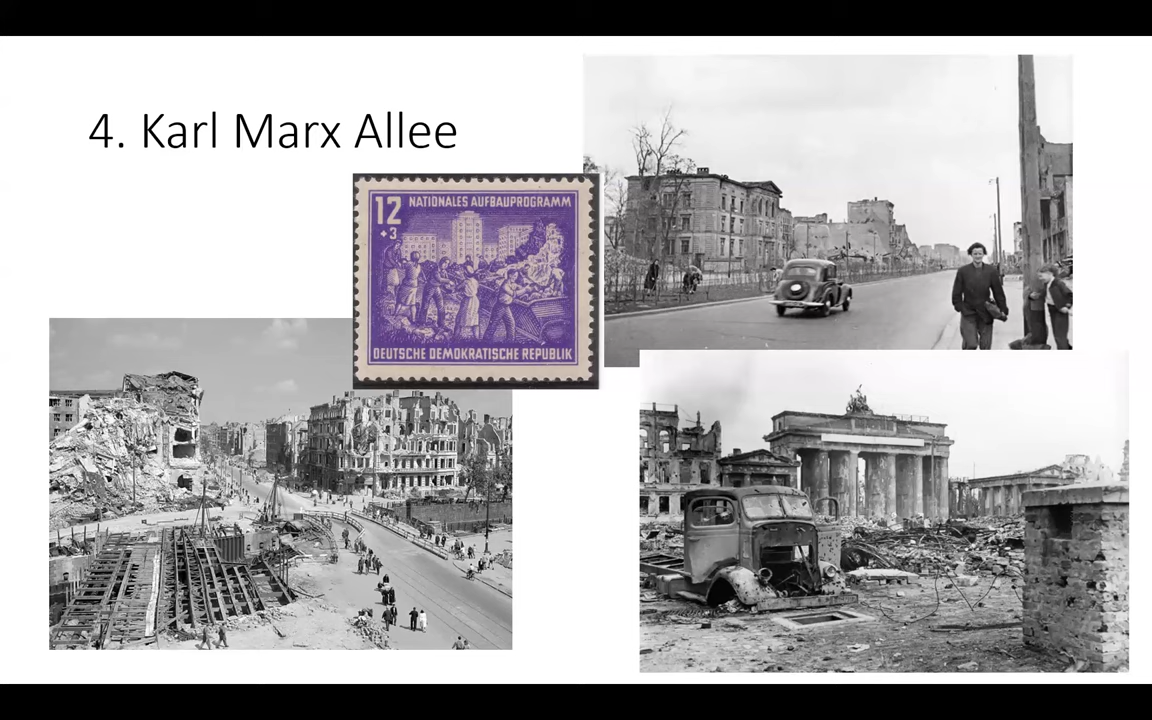 4. Karl Marx Allee
12
+3
NATIONALES AUFBAUPROGRAMM
DEUTSCHE DEMOKRATISCHE REPUBLIK